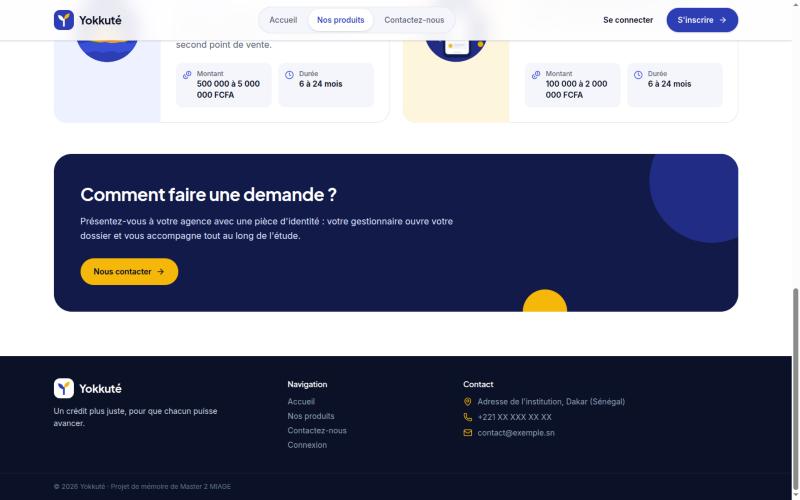 Yokkuté
Accueil
Nos produits
Contactez-nous
Se connecter
S'inscrire
second point de vente.
Montant
500 000 à 5 000
000 FCFA
Durée
6 à 24 mois
Montant
100 000 à 2 000
000 FCFA
Durée
6 à 24 mois
Comment faire une demande ?
Présentez-vous à votre agence avec une pièce d'identité : votre gestionnaire ouvre votre
dossier et vous accompagne tout au long de l'étude.
Nous contacter
Yokkuté
Un crédit plus juste, pour que chacun puisse
avancer.
Navigation
Accueil
Nos produits
Contactez-nous
Connexion
Contact
Adresse de l'institution, Dakar (Sénégal)
+221 XX XXX XX XX
contact@exemple.sn
© 2026 Yokkuté · Projet de mémoire de Master 2 MIAGE